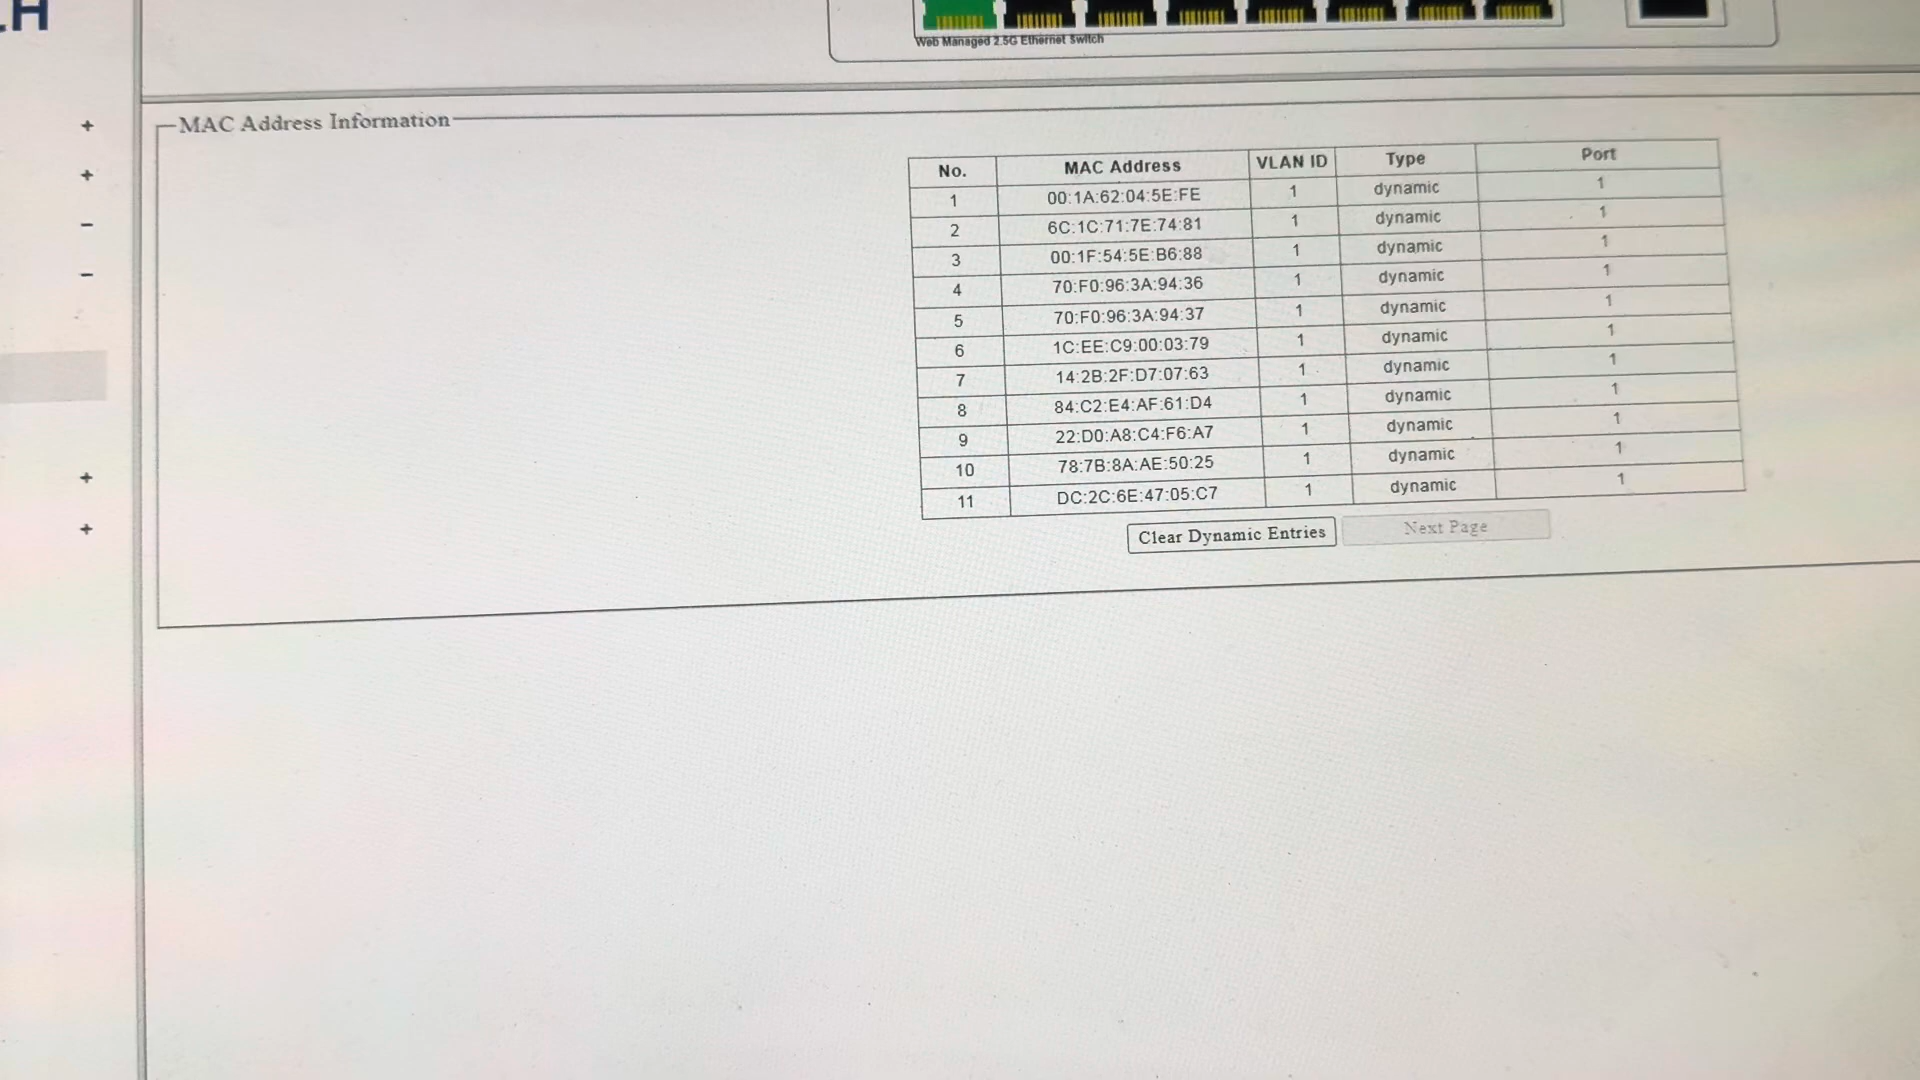 H
Web Managed 2.5G Ethernet Switch
+
+
−
−
+
+
MAC Address Information
No. MAC Address VLAN ID Type Port
1 00:1A:62:04:5E:FE 1 dynamic 1
2 6C:1C:71:7E:74:81 1 dynamic 1
3 00:1F:54:5E:B6:88 1 dynamic 1
4 70:F0:96:3A:94:36 1 dynamic 1
5 70:F0:96:3A:94:37 1 dynamic 1
6 1C:EE:C9:00:03:79 1 dynamic 1
7 14:2B:2F:D7:07:63 1 dynamic 1
8 84:C2:E4:AF:61:D4 1 dynamic 1
9 22:D0:A8:C4:F6:A7 1 dynamic 1
10 78:7B:8A:AE:50:25 1 dynamic 1
11 DC:2C:6E:47:05:C7 1 dynamic 1
Clear Dynamic Entries Next Page